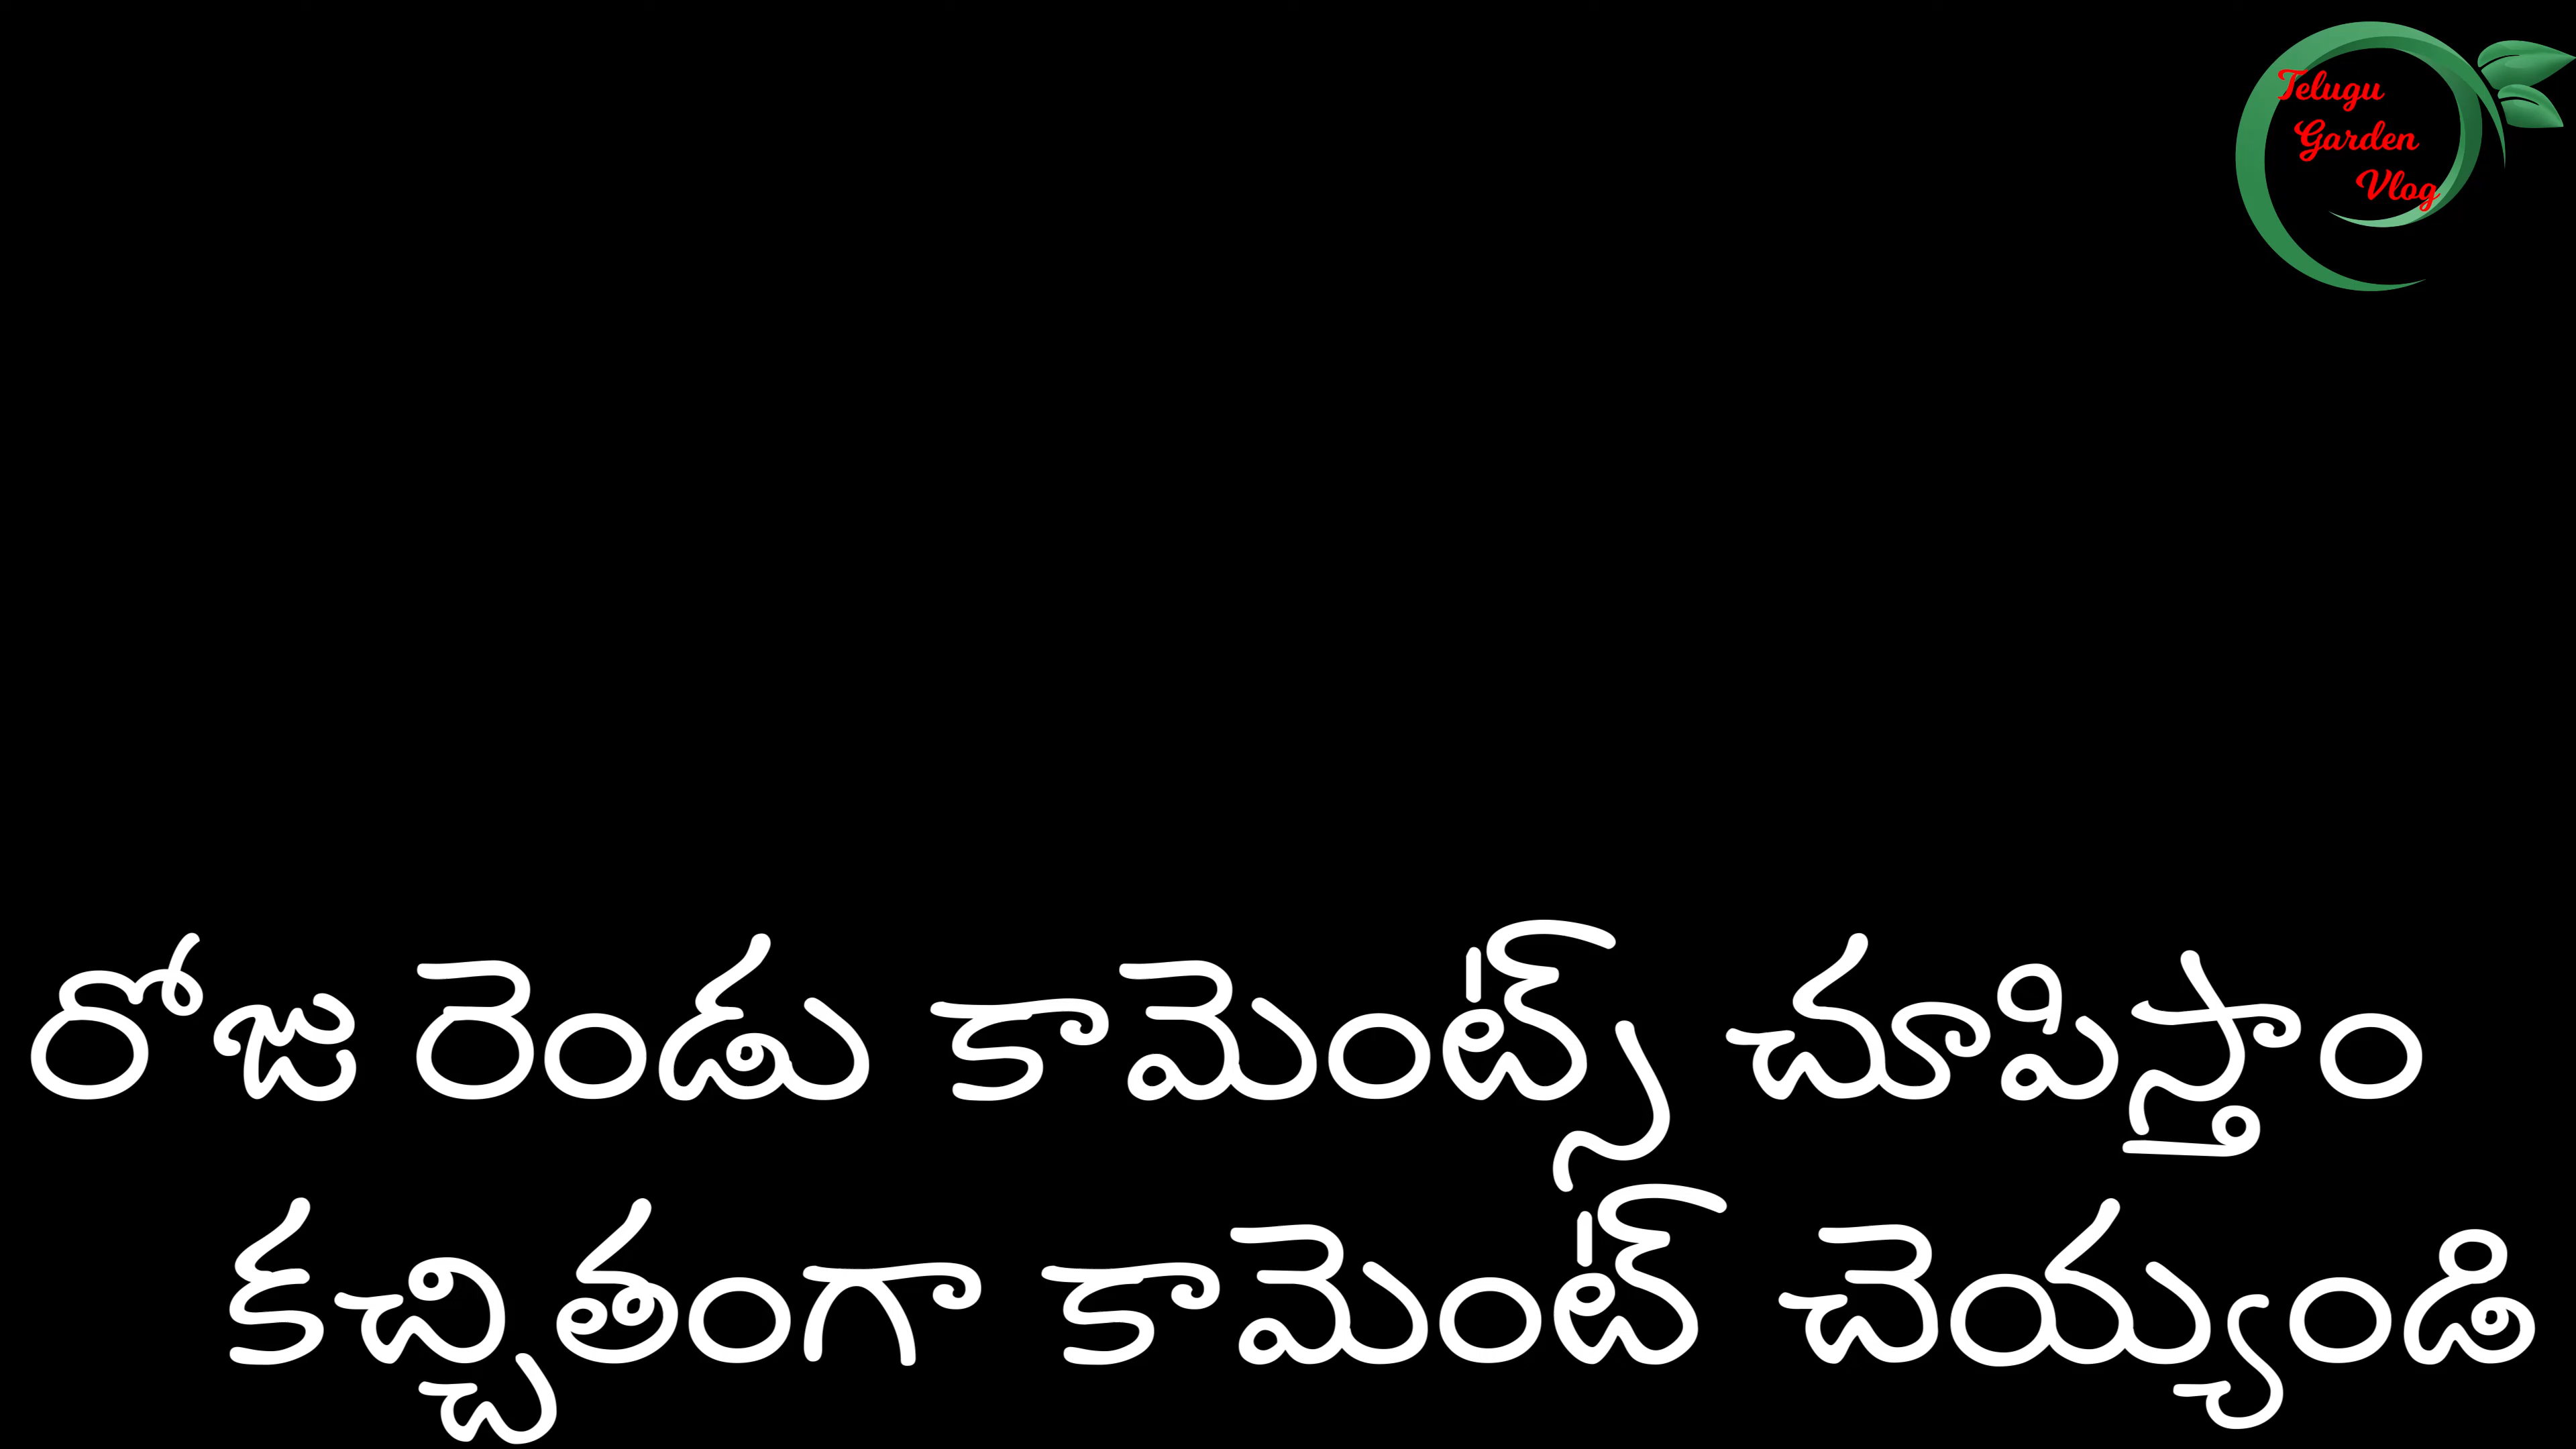 Telugu
Garden
Vlog
రోజు రెండు కామెంట్స్ చూపిస్తాం
కచ్చితంగా కామెంట్ చెయ్యండి